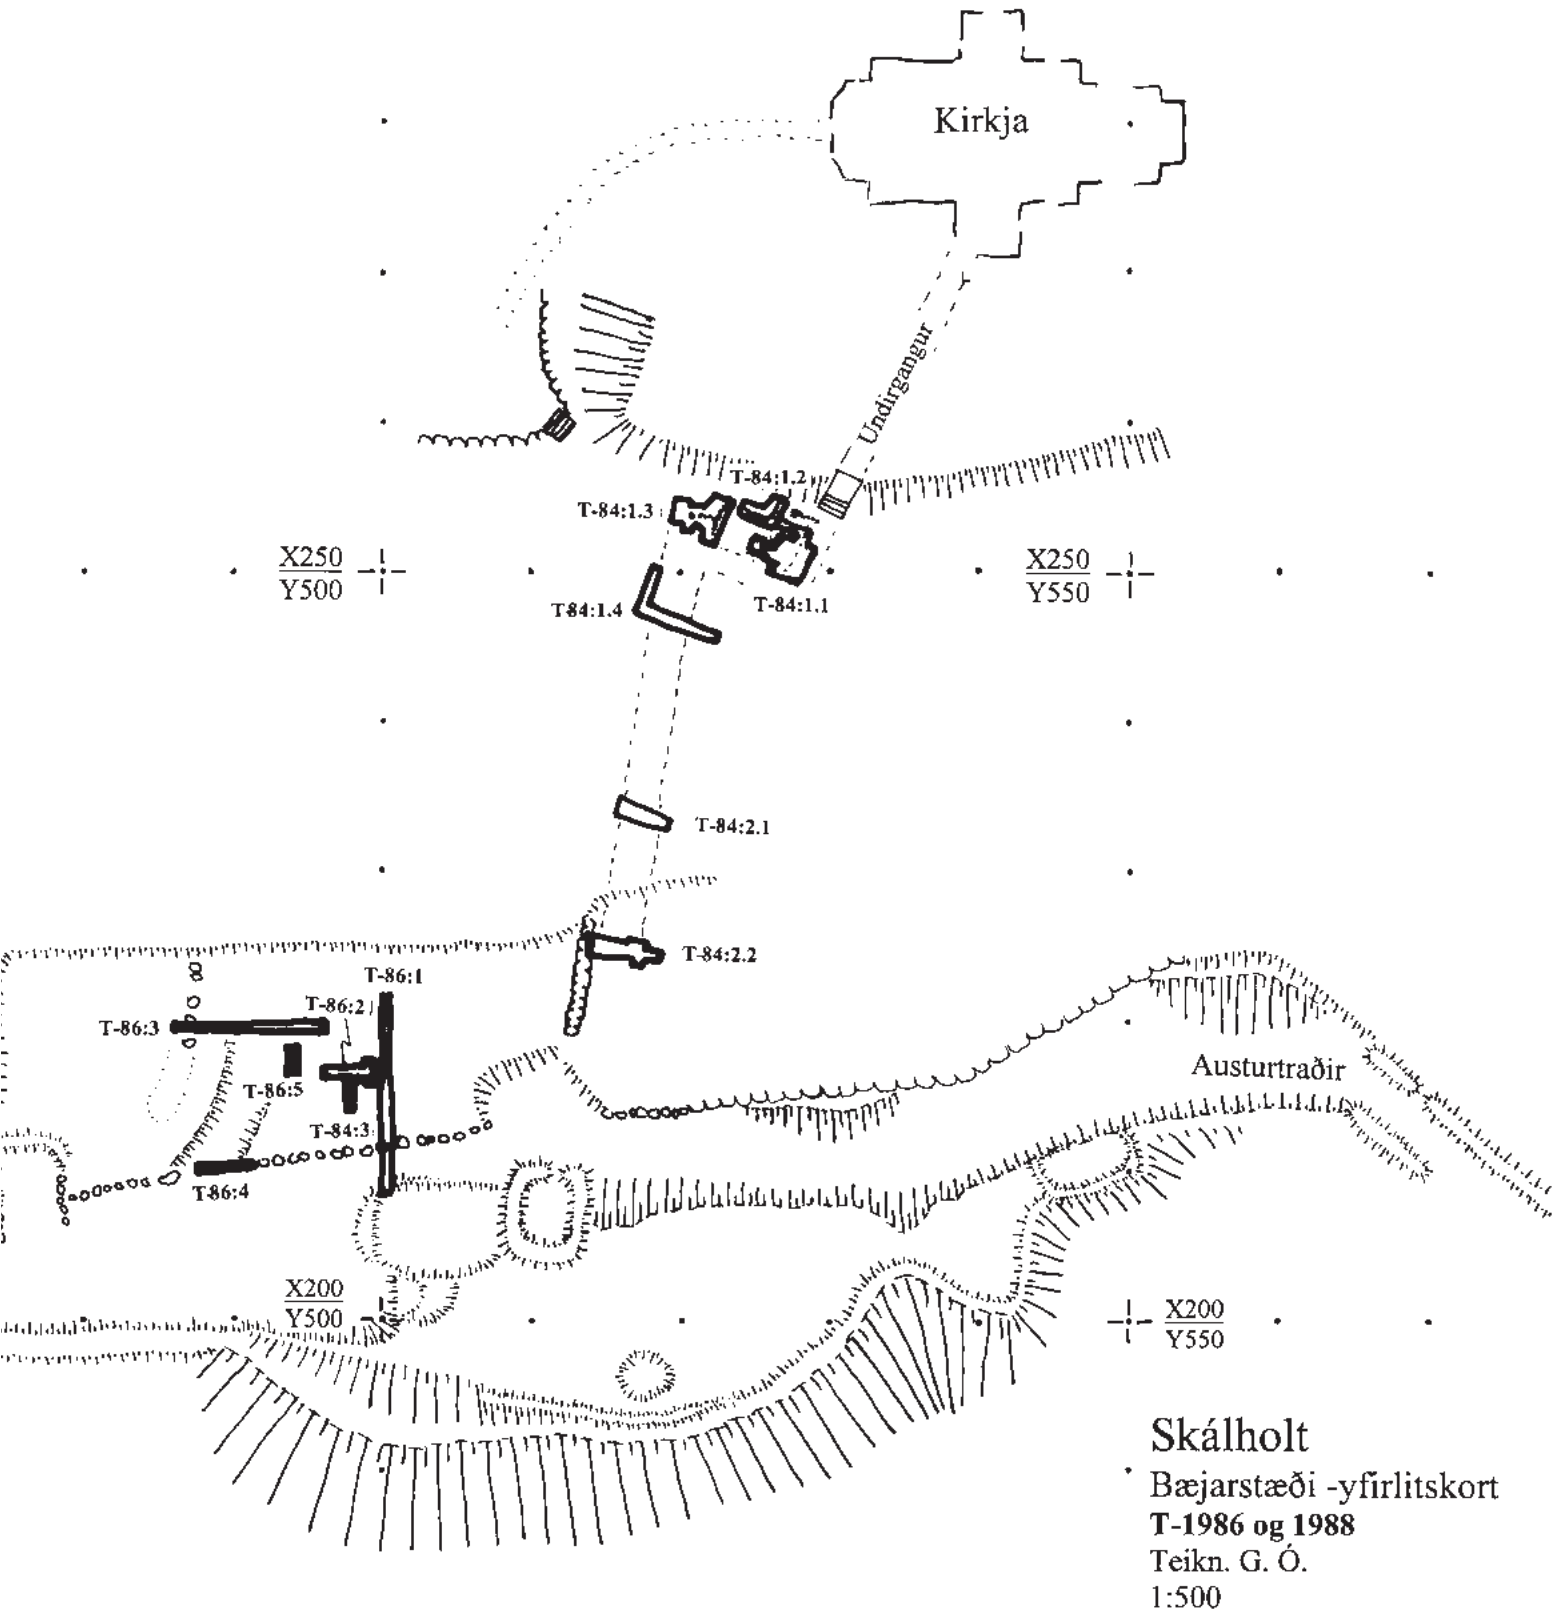 Kirkja
Undirgangur
T-84:1.2
T-84:1.3
X250
Y500
X250
Y550
T-84:1.1
T-84:1.4
T-84:2.1
T-84:2.2
T-86:1
T-86:2
T-86:3
T-86:5
T-84:3
T-86:4
Austurtraðir
X200
Y500
X200
Y550
Skálholt
Bæjarstæði -yfirlitskort
T-1986 og 1988
Teikn. G. Ó.
1:500